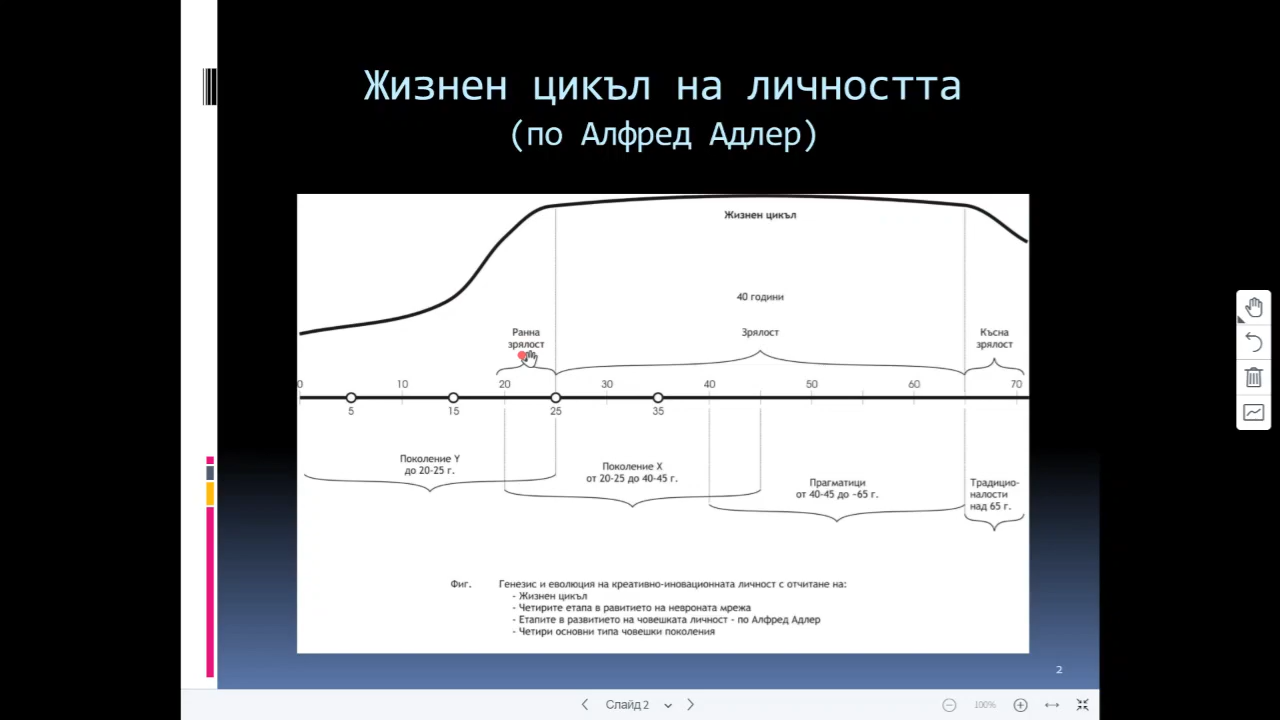 Жизнен цикъл на личността
(по Алфред Адлер)
Жизнен цикъл
40 години
Ранна
зрялост
Зрялост
Късна
зрялост
0 10 20 30 40 50 60 70
5 15 25 35
Поколение Y
до 20-25 г.
Поколение X
от 20-25 до 40-45 г.
Прагматици
от 40-45 до ~65 г.
Традицио-
налости
над 65 г.
Фиг. Генезис и еволюция на креативно-иновационната личност с отчитане на:
- Жизнен цикъл
- Четирите етапа в равитието на невроната мрежа
- Етапите в развитието на човешката личност - по Алфред Адлер
- Четири основни типа човешки поколения
2
Слайд 2
100%